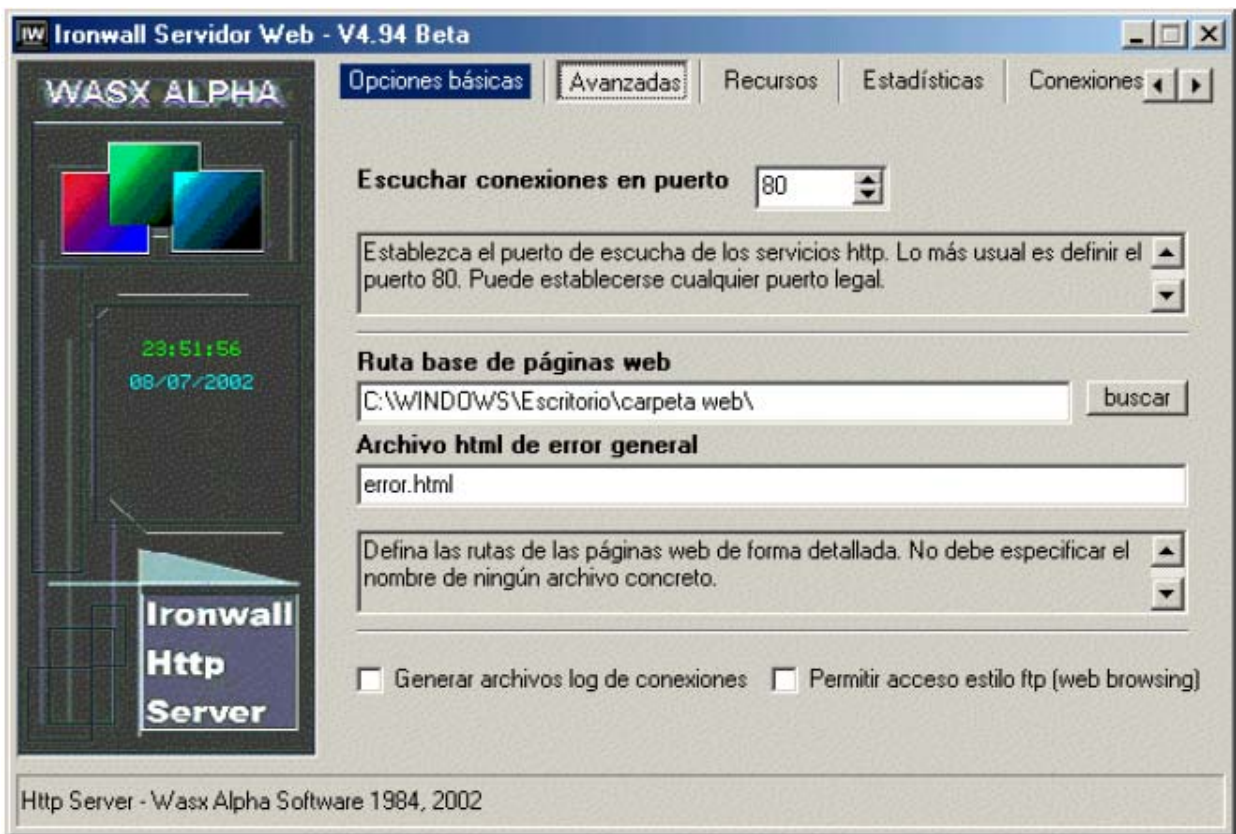 IW Ironwall Servidor Web - V4.94 Beta
WASX ALPHA
Opciones básicas Avanzadas Recursos Estadísticas Conexiones
Escuchar conexiones en puerto 80
Establezca el puerto de escucha de los servicios http. Lo más usual es definir el
puerto 80. Puede establecerse cualquier puerto legal.
23:51:56
08/07/2002
Ruta base de páginas web
C:\WINDOWS\Escritorio\carpeta web\ buscar
Archivo html de error general
error.html
Defina las rutas de las páginas web de forma detallada. No debe especificar el
nombre de ningún archivo concreto.
Ironwall
Http
Server
Generar archivos log de conexiones Permitir acceso estilo ftp (web browsing)
Http Server - Wasx Alpha Software 1984, 2002